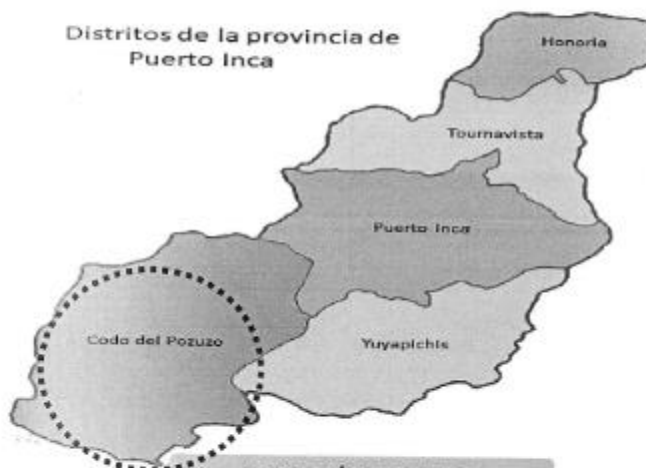 Distritos de la provincia de
Puerto Inca
Honoria
Tournavista
Puerto Inca
Codo del Pozuzo
Yuyapichis